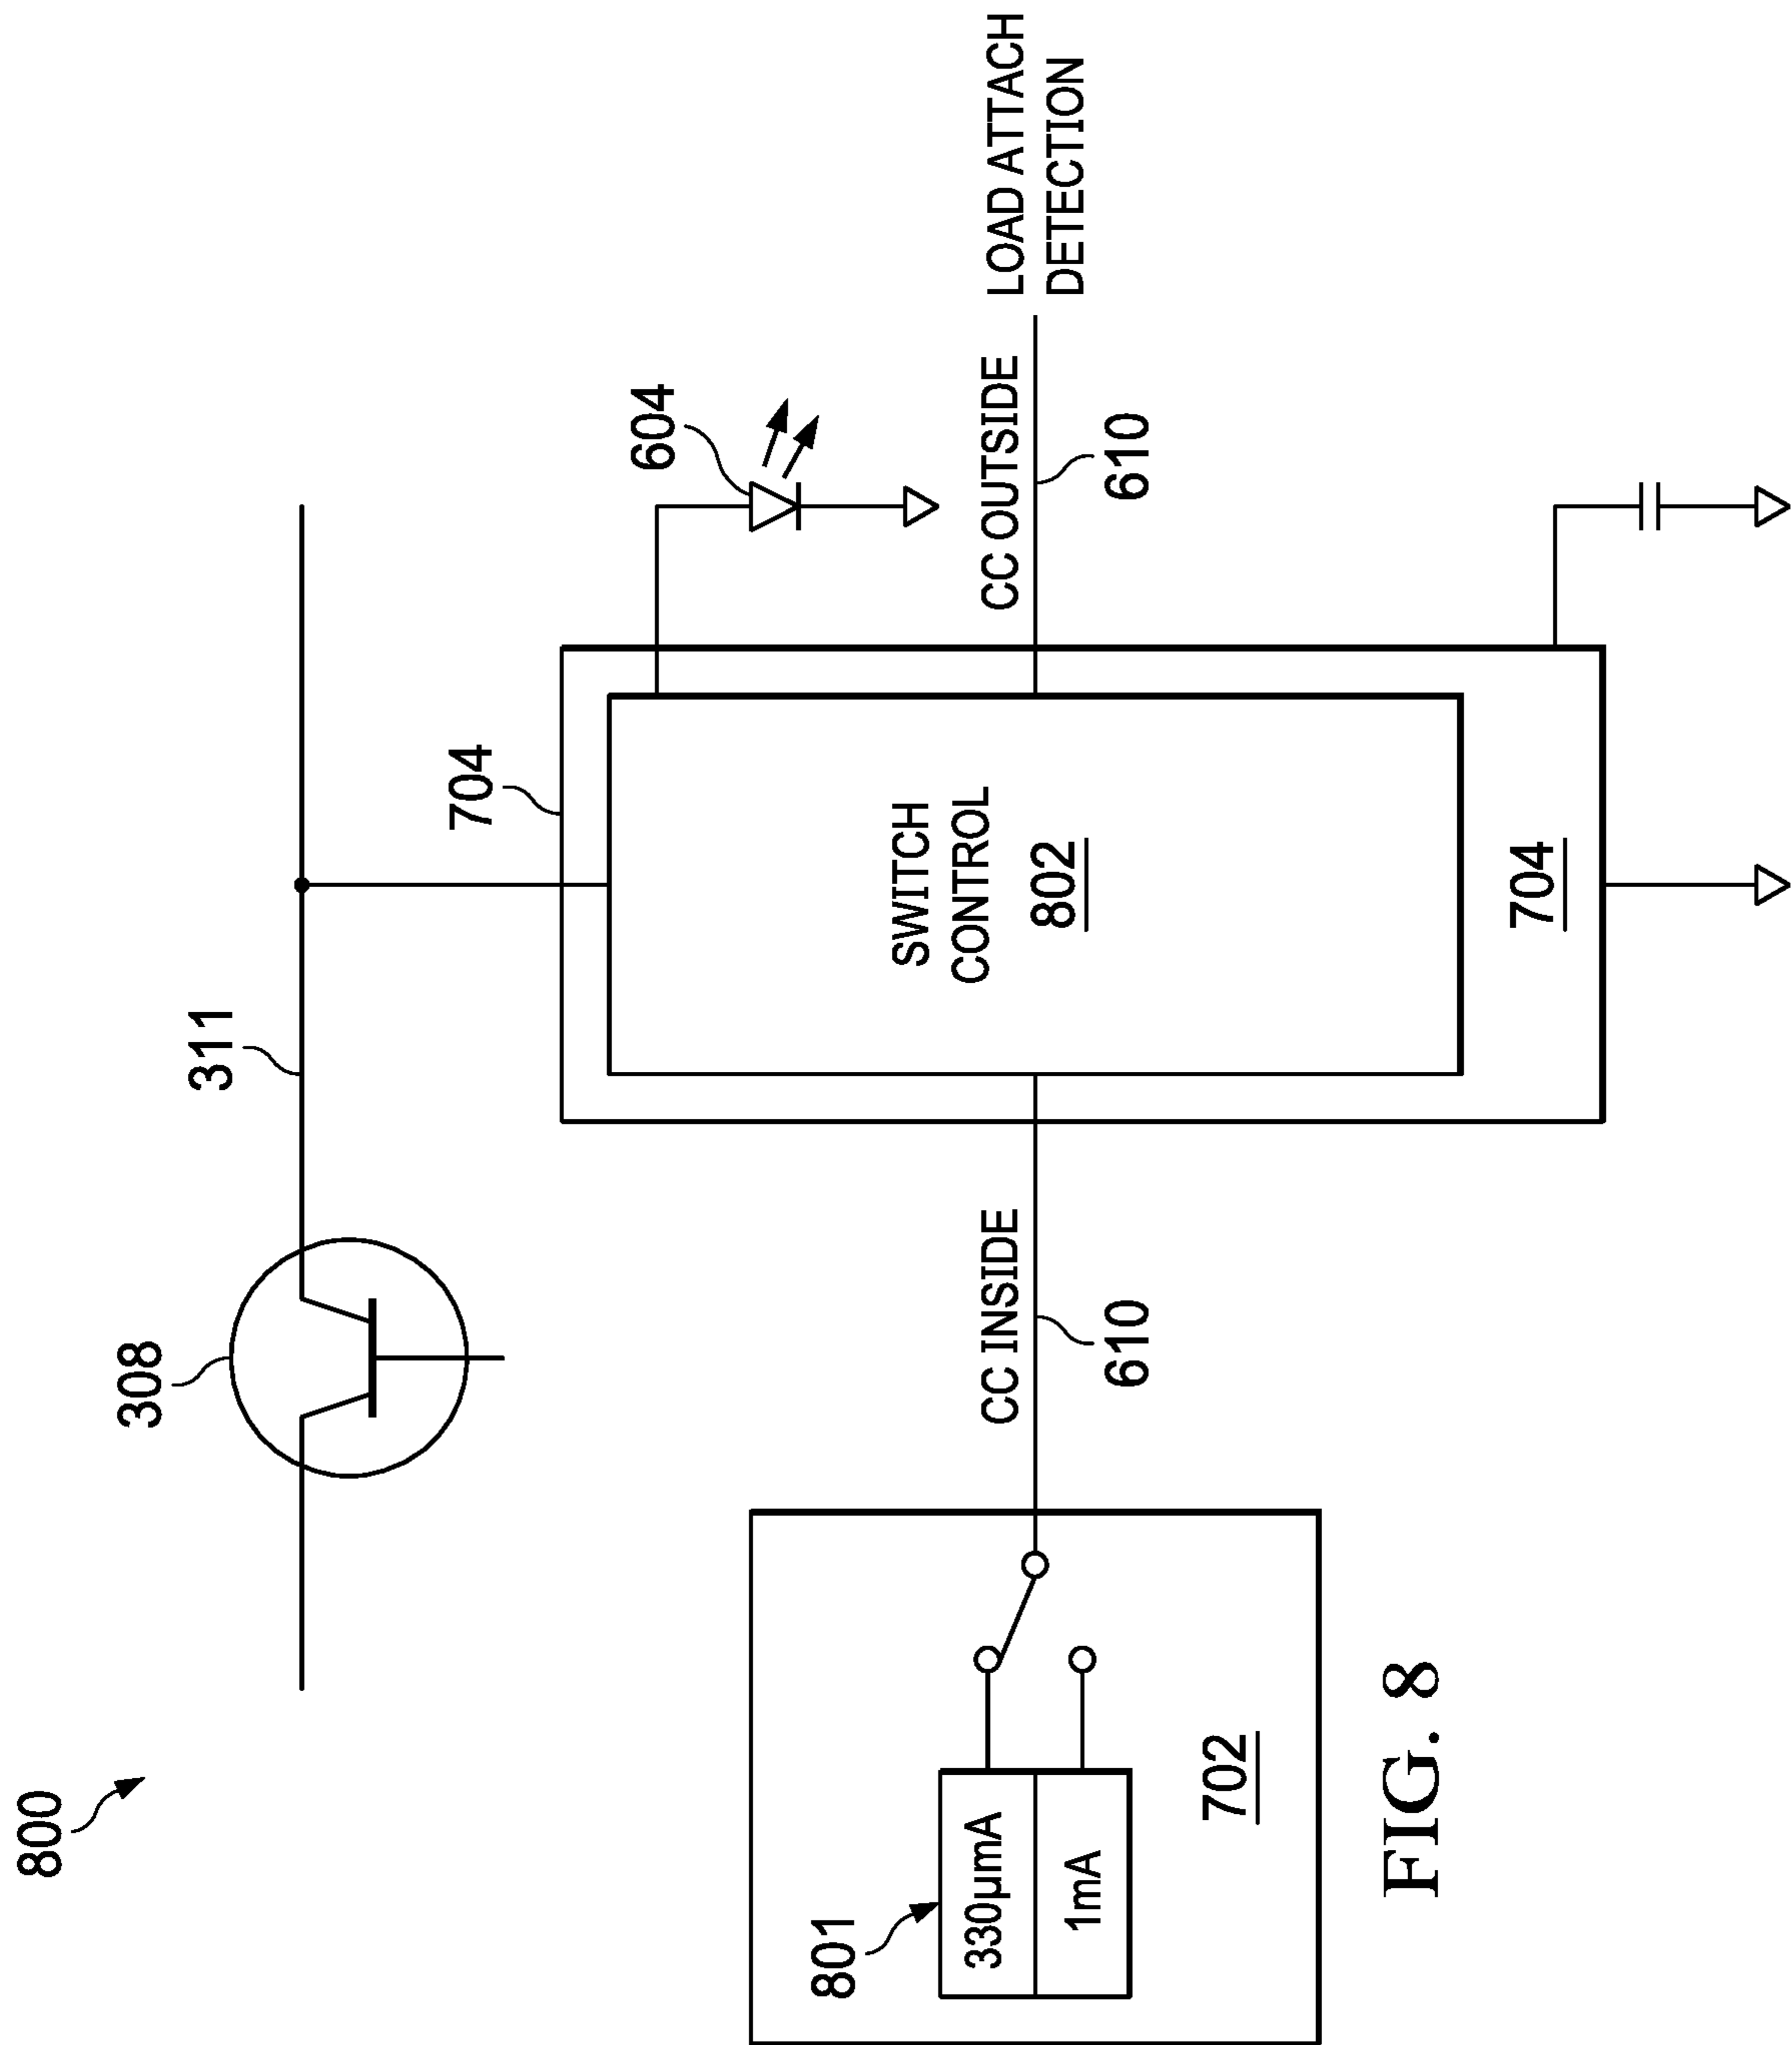 800
308
311
704
604
801
330µmA
1mA
702
CC INSIDE
610
SWITCH
CONTROL
802
704
CC OUTSIDE
610
LOAD ATTACH
DETECTION
FIG. 8